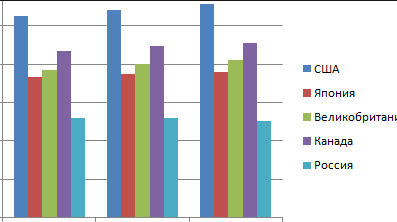 США
Япония
Великобритани
Канада
Россия